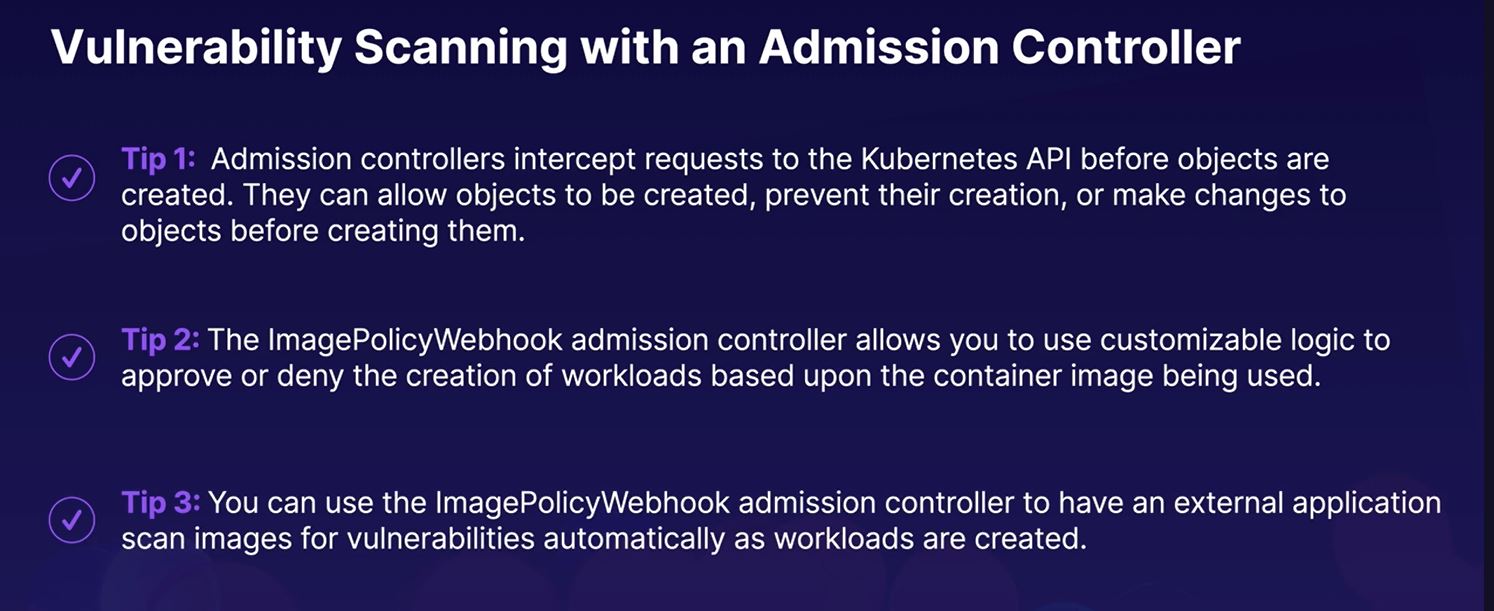 Vulnerability Scanning with an Admission Controller
Tip 1: Admission controllers intercept requests to the Kubernetes API before objects are
created. They can allow objects to be created, prevent their creation, or make changes to
objects before creating them.
Tip 2: The ImagePolicyWebhook admission controller allows you to use customizable logic to
approve or deny the creation of workloads based upon the container image being used.
Tip 3: You can use the ImagePolicyWebhook admission controller to have an external application
scan images for vulnerabilities automatically as workloads are created.